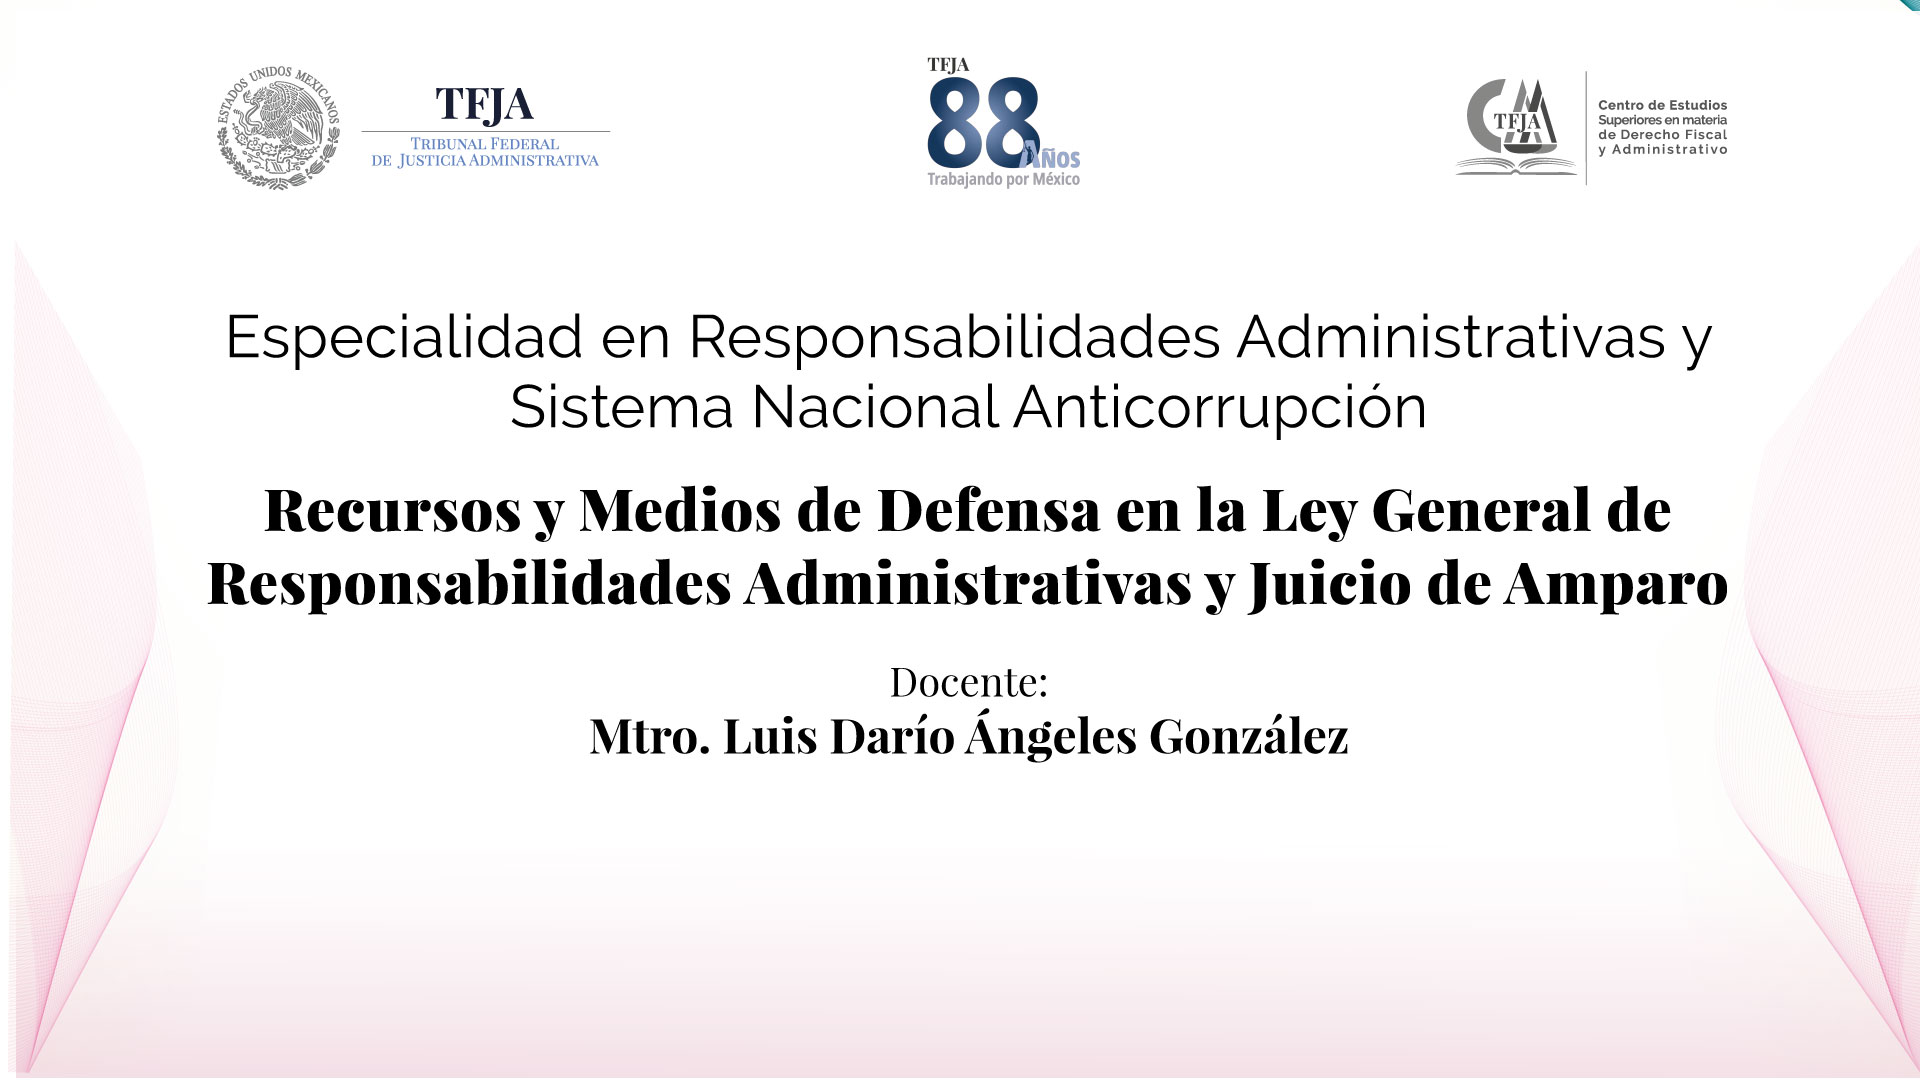 ESTADOS UNIDOS MEXICANOS
TFJA
TRIBUNAL FEDERAL
DE JUSTICIA ADMINISTRATIVA
TFJA
88
AÑOS
Trabajando por México
TFJA
Centro de Estudios
Superiores en materia
de Derecho Fiscal
y Administrativo
Especialidad en Responsabilidades Administrativas y
Sistema Nacional Anticorrupción
Recursos y Medios de Defensa en la Ley General de
Responsabilidades Administrativas y Juicio de Amparo
Docente:
Mtro. Luis Darío Ángeles González